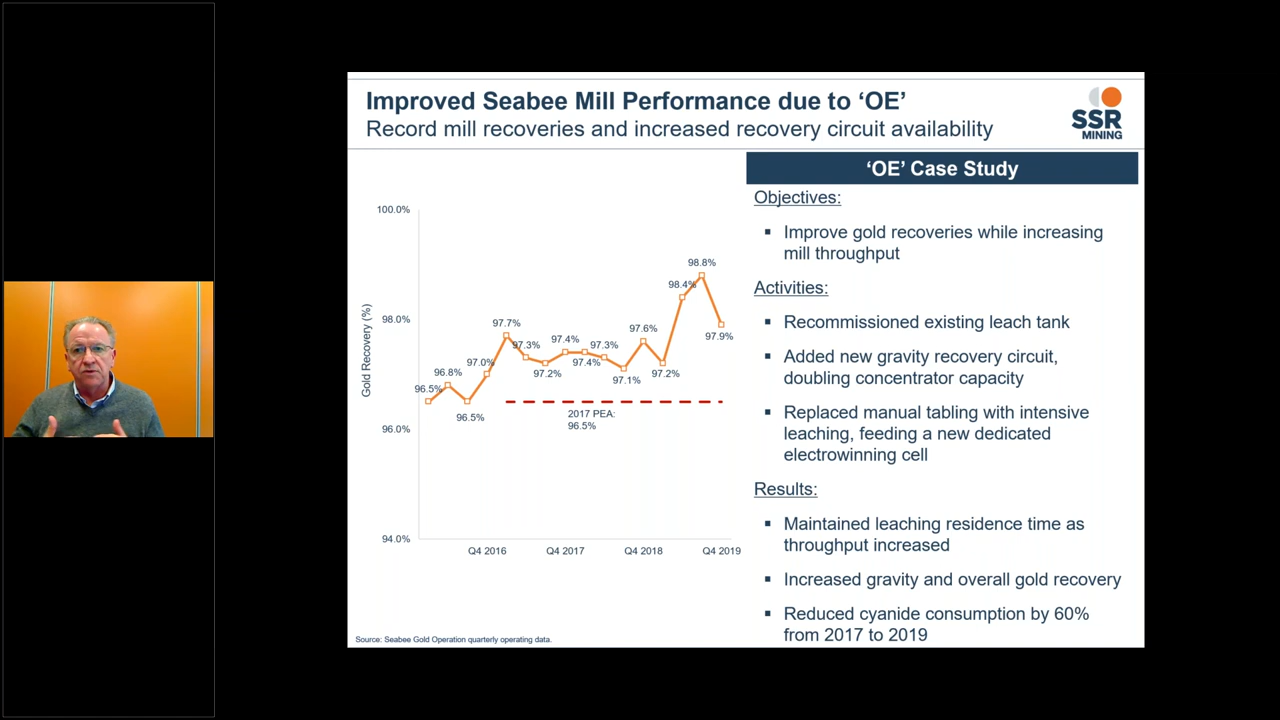 Improved Seabee Mill Performance due to ‘OE’
Record mill recoveries and increased recovery circuit availability
SSR
MINING
‘OE’ Case Study
Objectives:
▪ Improve gold recoveries while increasing
mill throughput
Activities:
▪ Recommissioned existing leach tank
▪ Added new gravity recovery circuit,
doubling concentrator capacity
▪ Replaced manual tabling with intensive
leaching, feeding a new dedicated
electrowinning cell
Results:
▪ Maintained leaching residence time as
throughput increased
▪ Increased gravity and overall gold recovery
▪ Reduced cyanide consumption by 60%
from 2017 to 2019
Gold Recovery (%)
100.0%
98.0%
96.0%
94.0%
96.5%
96.8%
96.5%
97.0%
97.7%
97.3%
97.2%
97.4%
97.4%
97.3%
97.1%
97.6%
97.2%
98.4%
98.8%
97.9%
2017 PEA:
96.5%
Q4 2016
Q4 2017
Q4 2018
Q4 2019
Source: Seabee Gold Operation quarterly operating data.